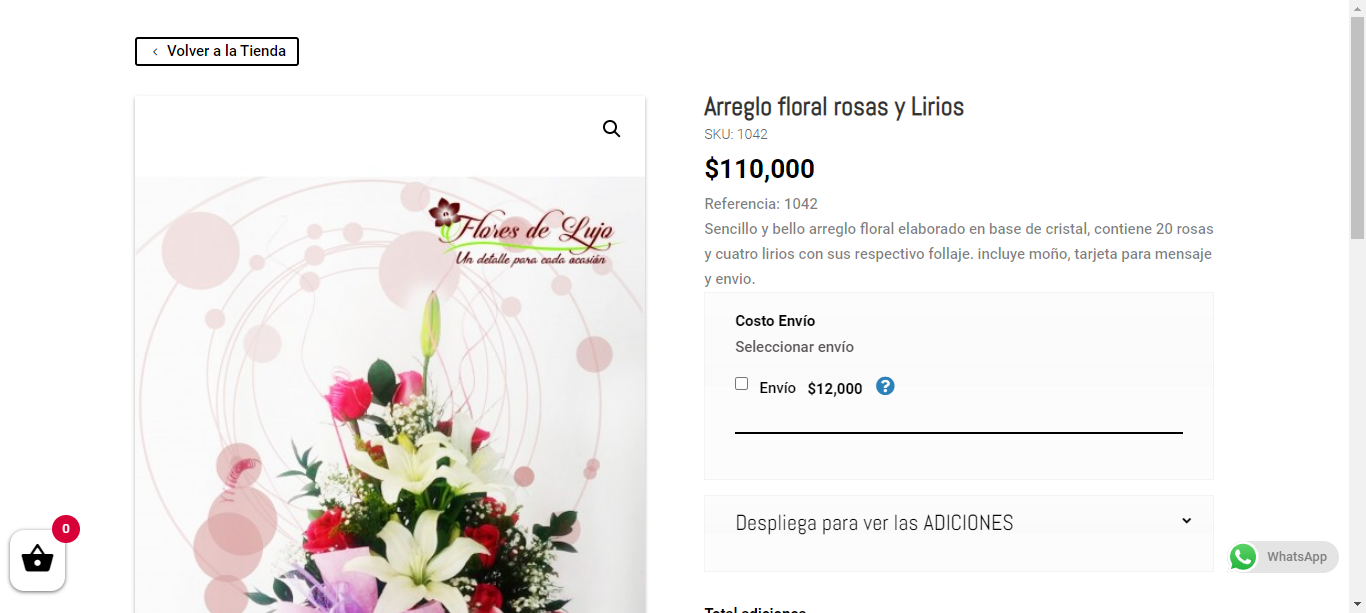 Volver a la Tienda
Flores de Lujo
Un detalle para cada ocasión
Arreglo floral rosas y Lirios
SKU: 1042
$110,000
Referencia: 1042
Sencillo y bello arreglo floral elaborado en base de cristal, contiene 20 rosas
y cuatro lirios con sus respectivo follaje. incluye moño, tarjeta para mensaje
y envio.
Costo Envío
Seleccionar envío
Envío $12,000 ?
Despliega para ver las ADICIONES
0
WhatsApp
Total adiciones